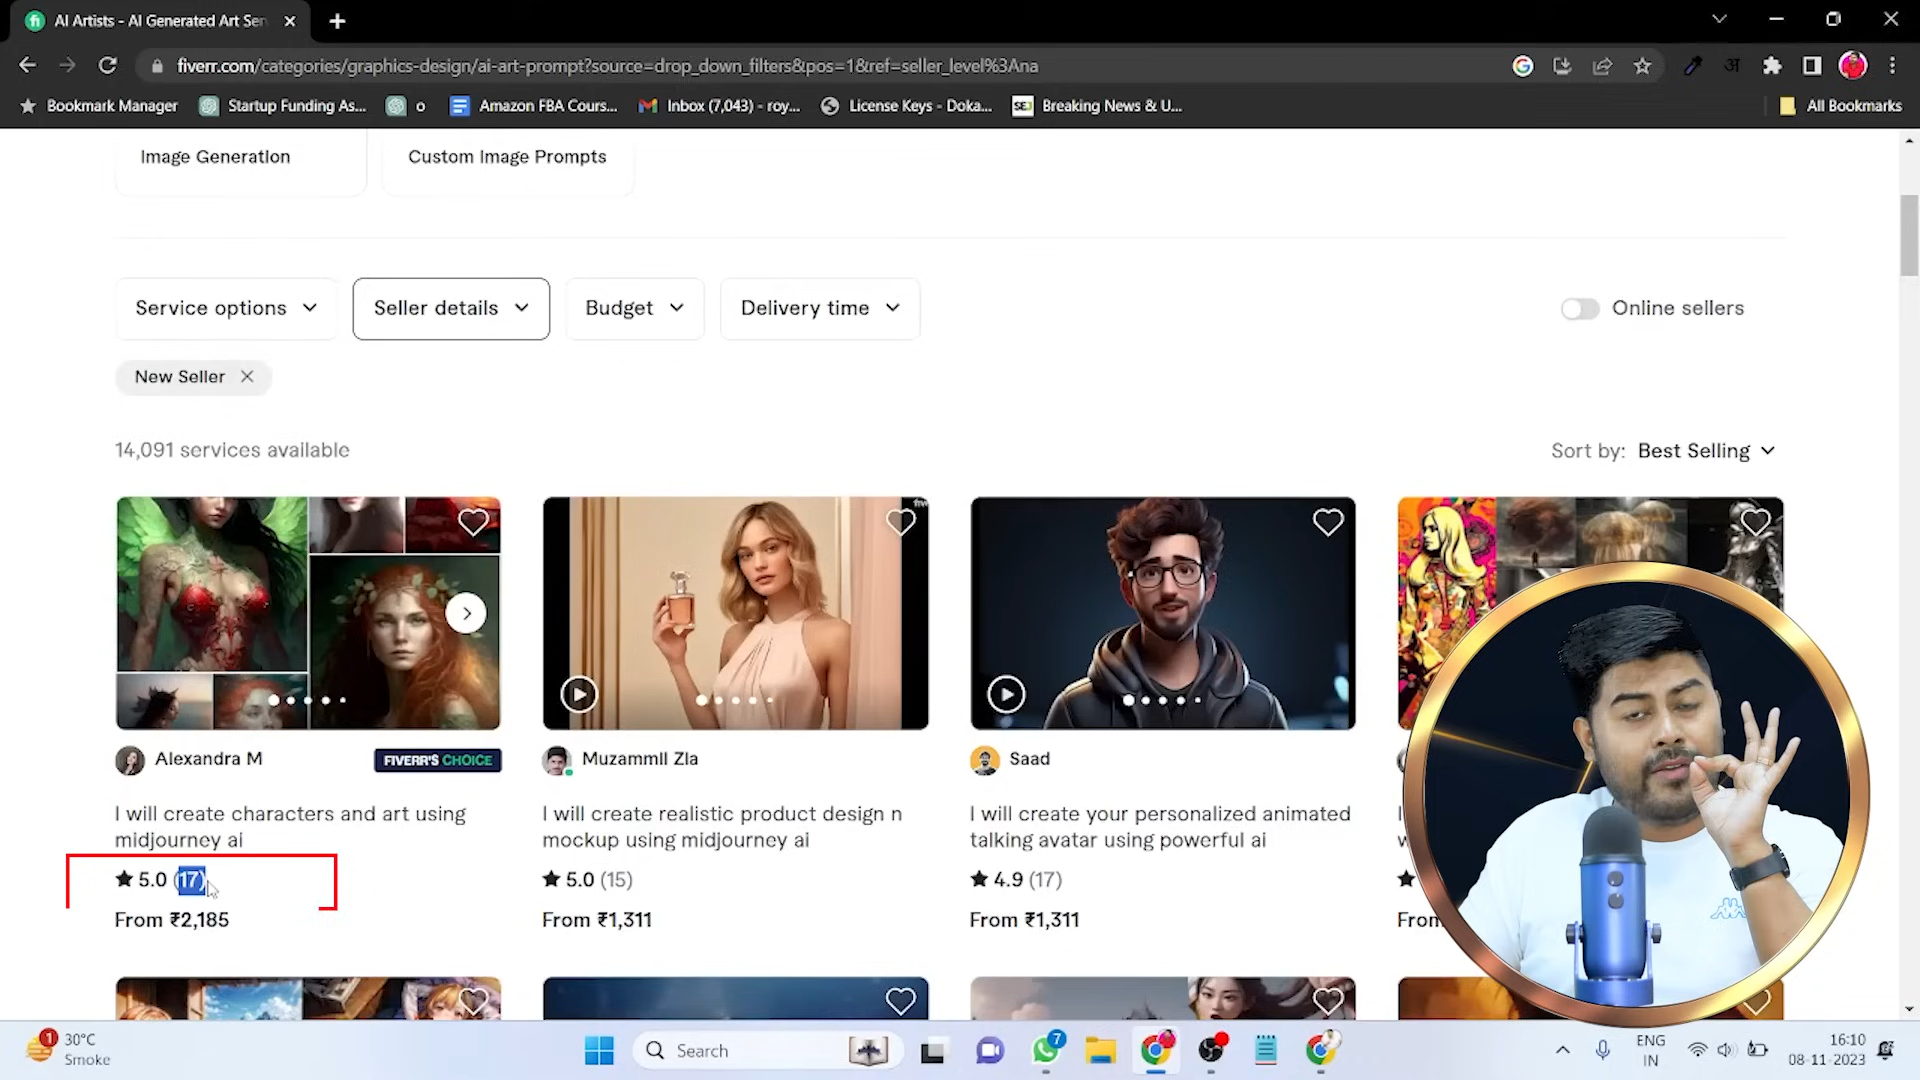 AI Artists - AI Generated Art Ser
fiverr.com/categories/graphics-design/ai-art-prompt?source=drop_down_filters&pos=1&ref=seller_level%3Ana
अ
Bookmark Manager
Startup Funding As...
o
Amazon FBA Cours...
Inbox (7,043) - roy...
License Keys - Doka...
SEJ
Breaking News & U...
All Bookmarks
Image Generation
Custom Image Prompts
Service options
Seller details
Budget
Delivery time
Online sellers
New Seller
14,091 services available
Sort by: Best Selling
Alexandra M
FIVERR'S CHOICE
Muzammll Zla
Saad
I will create characters and art using
midjourney ai
I will create realistic product design n
mockup using midjourney ai
I will create your personalized animated
talking avatar using powerful ai
5.0 (17)
5.0 (15)
4.9 (17)
From ₹2,185
From ₹1,311
From ₹1,311
1
30°C
Smoke
Search
7
ENG
IN
16:10
08-11-2023